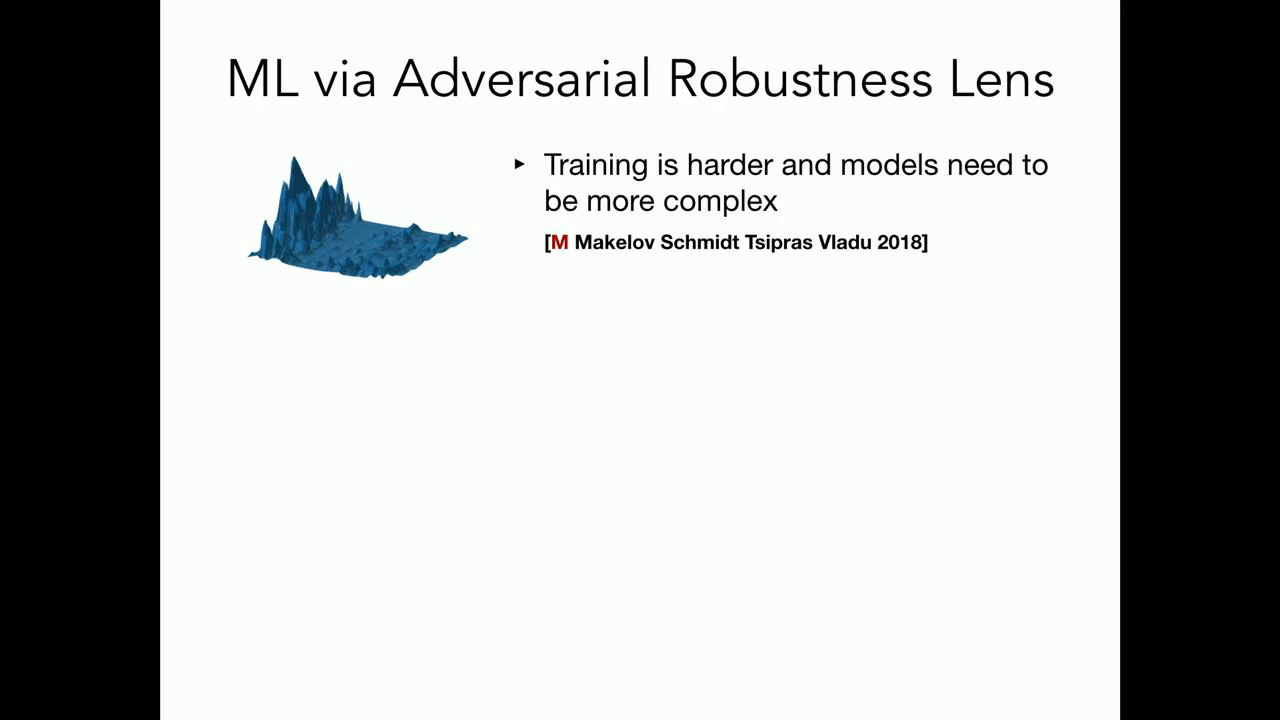 ML via Adversarial Robustness Lens
▸ Training is harder and models need to
be more complex
[M Makelov Schmidt Tsipras Vladu 2018]